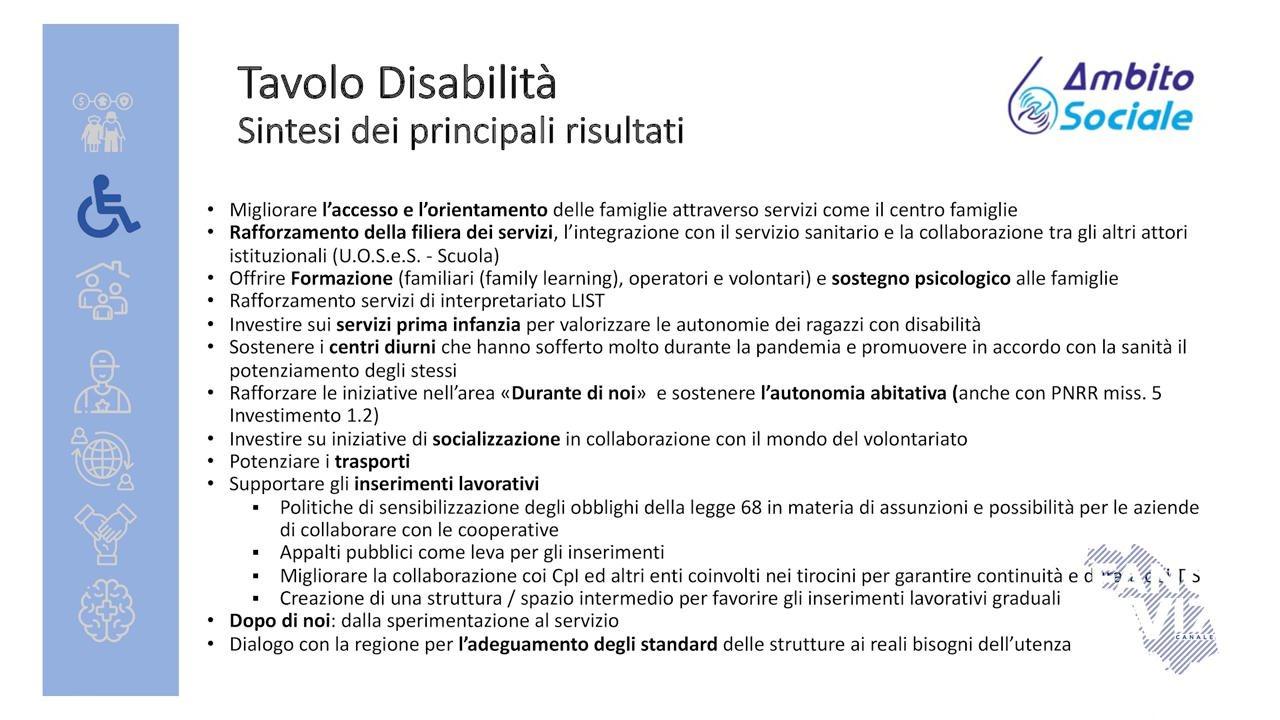 Tavolo Disabilità
Sintesi dei principali risultati
Ambito
Sociale
• Migliorare l’accesso e l’orientamento delle famiglie attraverso servizi come il centro famiglie
• Rafforzamento della filiera dei servizi, l’integrazione con il servizio sanitario e la collaborazione tra gli altri attori
istituzionali (U.O.S.e.S. - Scuola)
• Offrire Formazione (familiari (family learning), operatori e volontari) e sostegno psicologico alle famiglie
• Rafforzamento servizi di interpretariato LIST
• Investire sui servizi prima infanzia per valorizzare le autonomie dei ragazzi con disabilità
• Sostenere i centri diurni che hanno sofferto molto durante la pandemia e promuovere in accordo con la sanità il
potenziamento degli stessi
• Rafforzare le iniziative nell’area «Durante di noi» e sostenere l’autonomia abitativa (anche con PNRR miss. 5
Investimento 1.2)
• Investire su iniziative di socializzazione in collaborazione con il mondo del volontariato
• Potenziare i trasporti
• Supportare gli inserimenti lavorativi
▪ Politiche di sensibilizzazione degli obblighi della legge 68 in materia di assunzioni e possibilità per le aziende
di collaborare con le cooperative
▪ Appalti pubblici come leva per gli inserimenti
▪ Migliorare la collaborazione coi CpI ed altri enti coinvolti nei tirocini per garantire continuità e
▪ Creazione di una struttura / spazio intermedio per favorire gli inserimenti lavorativi graduali
• Dopo di noi: dalla sperimentazione al servizio
CANALE
• Dialogo con la regione per l’adeguamento degli standard delle strutture ai reali bisogni dell’utenza